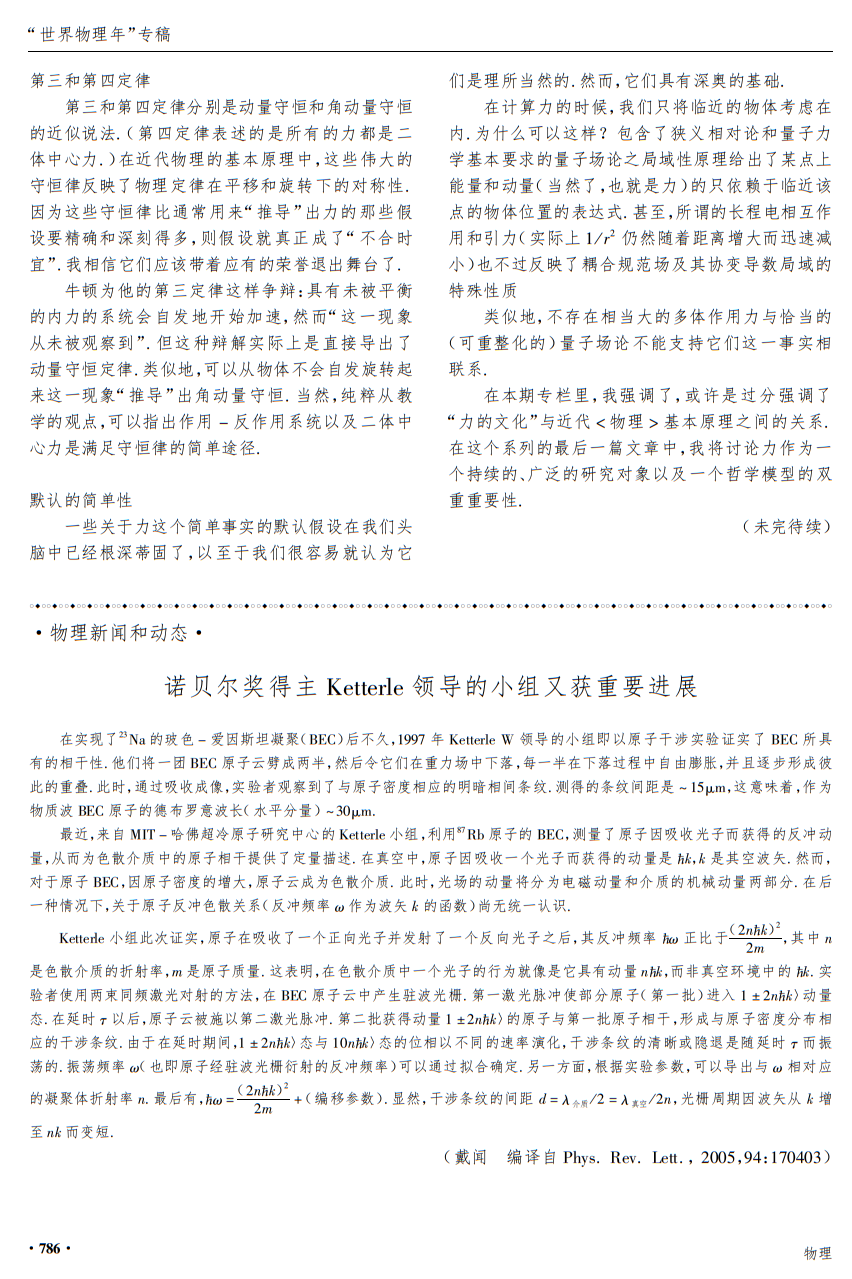 “世界物理年”专稿
第三和第四定律
第三和第四定律分别是动量守恒和角动量守恒
的近似说法.(第四定律表述的是所有的力都是二
体中心力.)在近代物理的基本原理中,这些伟大的
守恒律反映了物理定律在平移和旋转下的对称性.
因为这些守恒律比通常用来“推导”出力的那些假
设要精确和深刻得多,则假设就真正成了“不合时
宜”.我相信它们应该带着应有的荣誉退出舞台了.
牛顿为他的第三定律这样争辩:具有未被平衡
的内力的系统会自发地开始加速,然而“这一现象
从未被观察到”.但这种辩解实际上是直接导出了
动量守恒定律.类似地,可以从物体不会自发旋转起
来这一现象“推导”出角动量守恒.当然,纯粹从教
学的观点,可以指出作用-反作用系统以及二体中
心力是满足守恒律的简单途径.
默认的简单性
一些关于力这个简单事实的默认假设在我们头
脑中已经根深蒂固了,以至于我们很容易就认为它
们是理所当然的.然而,它们具有深奥的基础.
在计算力的时候,我们只将临近的物体考虑在
内.为什么可以这样?包含了狭义相对论和量子力
学基本要求的量子场论之局域性原理给出了某点上
能量和动量(当然了,也就是力)的只依赖于临近该
点的物体位置的表达式.甚至,所谓的长程电相互作
用和引力(实际上 1/r² 仍然随着距离增大而迅速减
小)也不过反映了耦合规范场及其协变导数局域的
特殊性质
类似地,不存在相当大的多体作用力与恰当的
(可重整化的)量子场论不能支持它们这一事实相
联系.
在本期专栏里,我强调了,或许是过分强调了
“力的文化”与近代<物理>基本原理之间的关系.
在这个系列的最后一篇文章中,我将讨论力作为一
个持续的、广泛的研究对象以及一个哲学模型的双
重重要性.
(未完待续)
·物理新闻和动态·
诺贝尔奖得主 Ketterle 领导的小组又获重要进展
在实现了²³Na 的玻色-爱因斯坦凝聚(BEC)后不久,1997 年 Ketterle W 领导的小组即以原子干涉实验证实了 BEC 所具
有的相干性.他们将一团 BEC 原子云劈成两半,然后令它们在重力场中下落,每一半在下落过程中自由膨胀,并且逐步形成彼
此的重叠.此时,通过吸收成像,实验者观察到了与原子密度相应的明暗相间条纹.测得的条纹间距是 ~15μm,这意味着,作为
物质波 BEC 原子的德布罗意波长(水平分量)~30μm.
最近,来自 MIT-哈佛超冷原子研究中心的 Ketterle 小组,利用⁸⁷Rb 原子的 BEC,测量了原子因吸收光子而获得的反冲动
量,从而为色散介质中的原子相干提供了定量描述.在真空中,原子因吸收一个光子而获得的动量是 ħk,k 是其空波矢.然而,
对于原子 BEC,因原子密度的增大,原子云成为色散介质.此时,光场的动量将分为电磁动量和介质的机械动量两部分.在后
一种情况下,关于原子反冲色散关系(反冲频率 ω 作为波矢 k 的函数)尚无统一认识.
Ketterle 小组此次证实,原子在吸收了一个正向光子并发射了一个反向光子之后,其反冲频率 ħω 正比于(2nħk)²/2m,其中 n
是色散介质的折射率,m 是原子质量.这表明,在色散介质中一个光子的行为就像是它具有动量 nħk,而非真空环境中的 ħk.实
验者使用两束同频激光对射的方法,在 BEC 原子云中产生驻波光栅.第一激光脉冲使部分原子(第一批)进入 1±2nħk〉动量
态.在延时 τ 以后,原子云被施以第二激光脉冲.第二批获得动量 1±2nħk〉的原子与第一批原子相干,形成与原子密度分布相
应的干涉条纹.由于在延时期间,1±2nħk〉态与 10nħk〉态的位相以不同的速率演化,干涉条纹的清晰或隐退是随延时 τ 而振
荡的.振荡频率 ω(也即原子经驻波光栅衍射的反冲频率)可以通过拟合确定.另一方面,根据实验参数,可以导出与 ω 相对应
的凝聚体折射率 n.最后有,ħω=(2nħk)²/2m+(编移参数).显然,干涉条纹的间距 d=λ介质/2=λ真空/2n,光栅周期因波矢从 k 增
至 nk 而变短.
(戴闻 编译自 Phys. Rev. Lett., 2005,94:170403)
·786·
物理